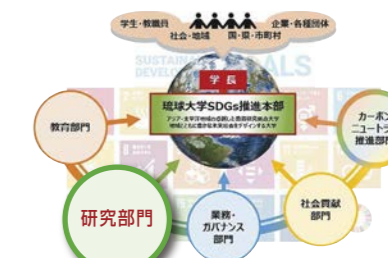 学生・教職員
企業・各種団体
社会・地域
国・県・市町村
学長
琉球大学SDGs推進本部
アジア・太平洋地域の卓越した教育研究拠点大学
地域とともに豊かな未来社会をデザインする大学
教育部門
カーボン
ニュートラ
推進部
研究部門
業務・
ガバナンス
部門
社会貢献
部門